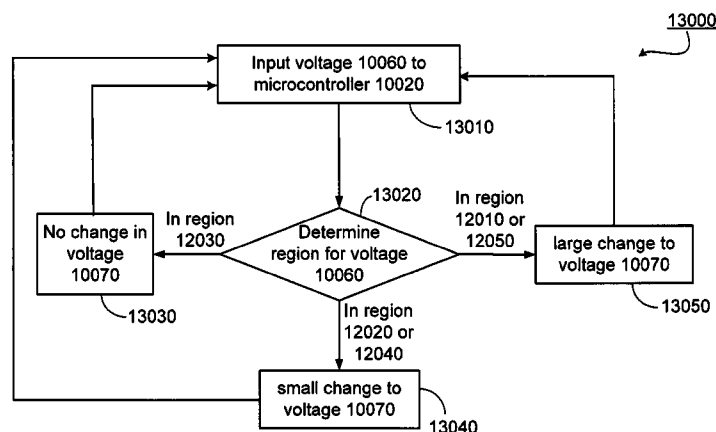 13000
Input voltage 10060 to
microcontroller 10020
13010
13020
In region
12030
Determine
region for voltage
10060
In region
12010 or
12050
No change in
voltage
10070
13030
large change to
voltage 10070
13050
In region
12020 or
12040
small change to
voltage 10070
13040